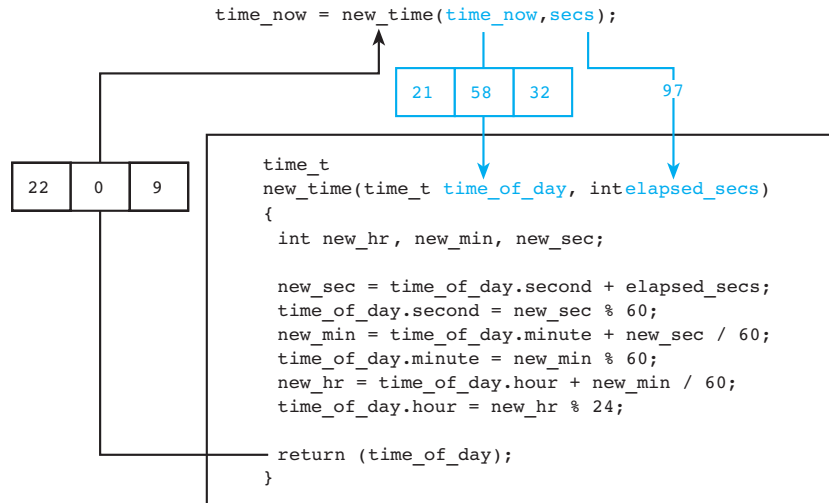 time_now = new_time(time_now,secs);
21 58 32
97
22 0 9
time_t
new_time(time_t time_of_day, intelapsed_secs)
{
int new_hr, new_min, new_sec;
new_sec = time_of_day.second + elapsed_secs;
time_of_day.second = new_sec % 60;
new_min = time_of_day.minute + new_sec / 60;
time_of_day.minute = new_min % 60;
new_hr = time_of_day.hour + new_min / 60;
time_of_day.hour = new_hr % 24;
return (time_of_day);
}